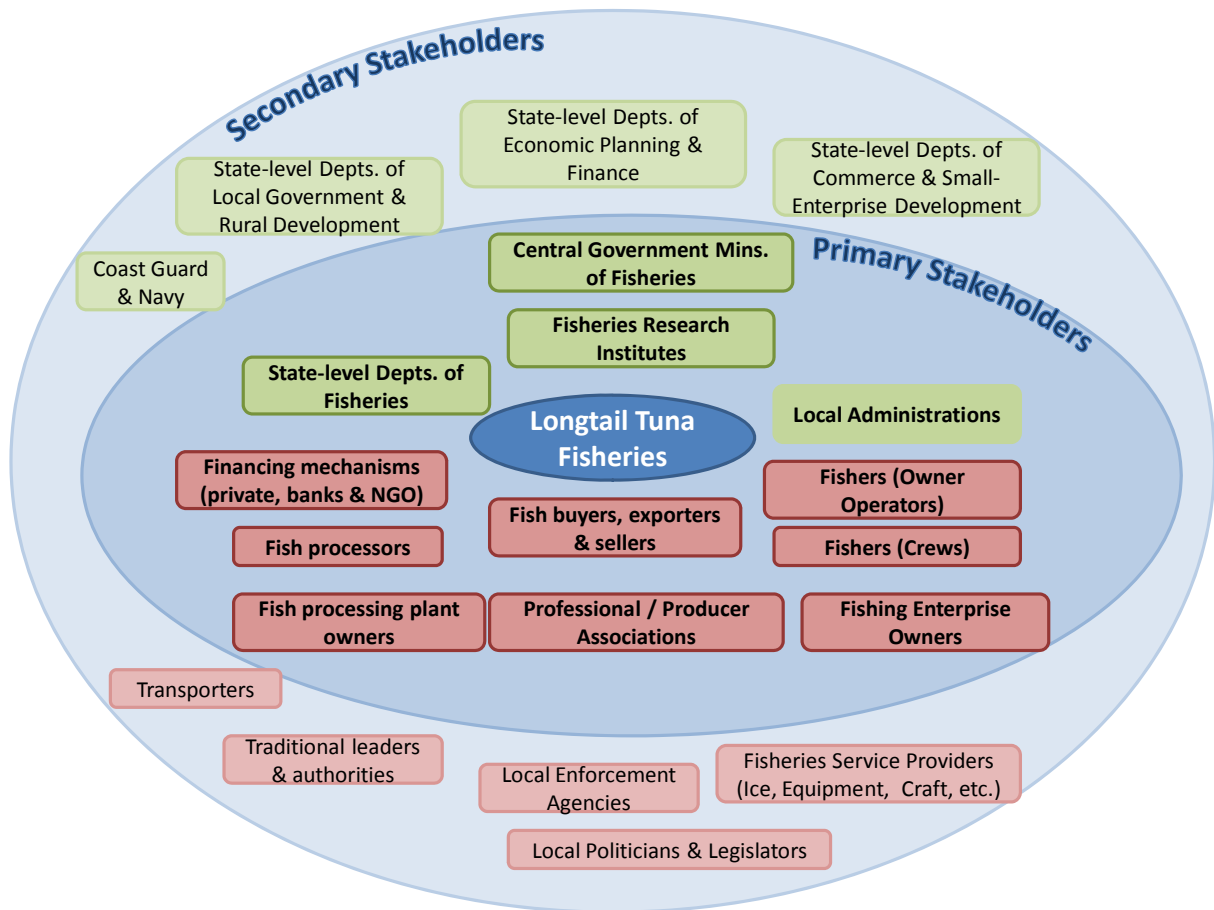 Secondary Stakeholders
State-level Depts. of
Economic Planning &
Finance
State-level Depts. of
Local Government &
Rural Development
State-level Depts. of
Commerce & Small-
Enterprise Development
Coast Guard
& Navy
Primary Stakeholders
Central Government Mins.
of Fisheries
Fisheries Research
Institutes
State-level Depts. of
Fisheries
Longtail Tuna
Fisheries
Local Administrations
Financing mechanisms
(private, banks & NGO)
Fish buyers, exporters
& sellers
Fishers (Owner
Operators)
Fish processors
Fishers (Crews)
Fish processing plant
owners
Professional / Producer
Associations
Fishing Enterprise
Owners
Transporters
Traditional leaders
& authorities
Local Enforcement
Agencies
Fisheries Service Providers
(Ice, Equipment, Craft, etc.)
Local Politicians & Legislators